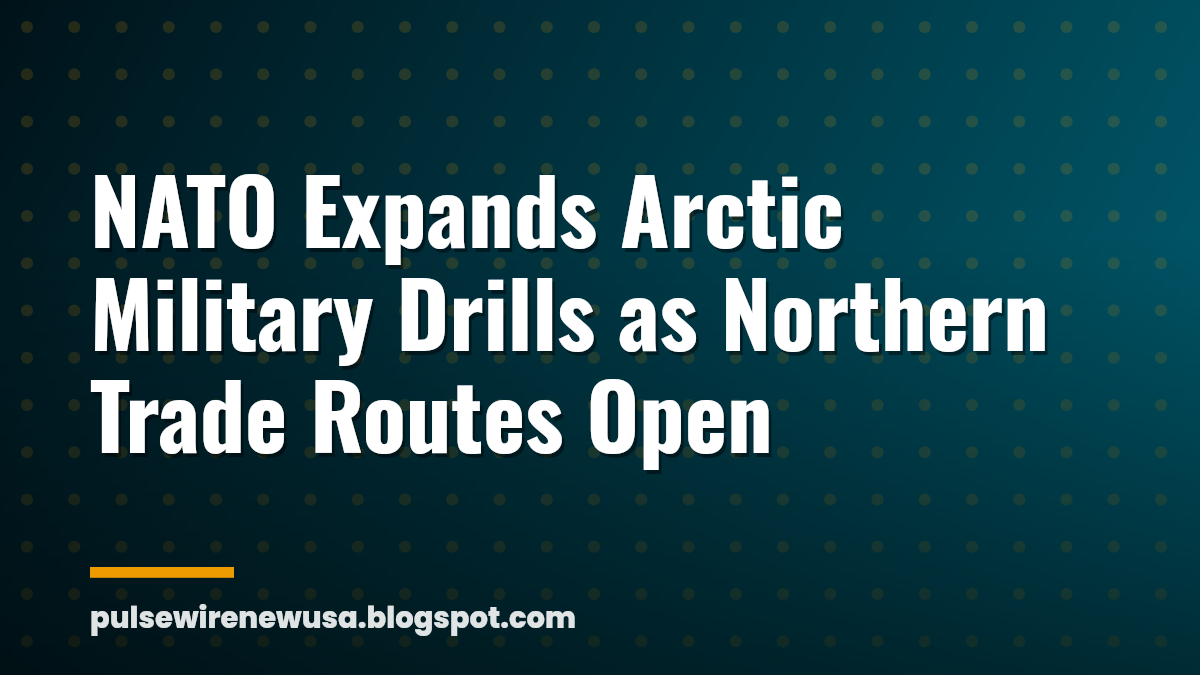 NATO Expands Arctic
Military Drills as Northern
Trade Routes Open
pulsewirenewusa.blogspot.com